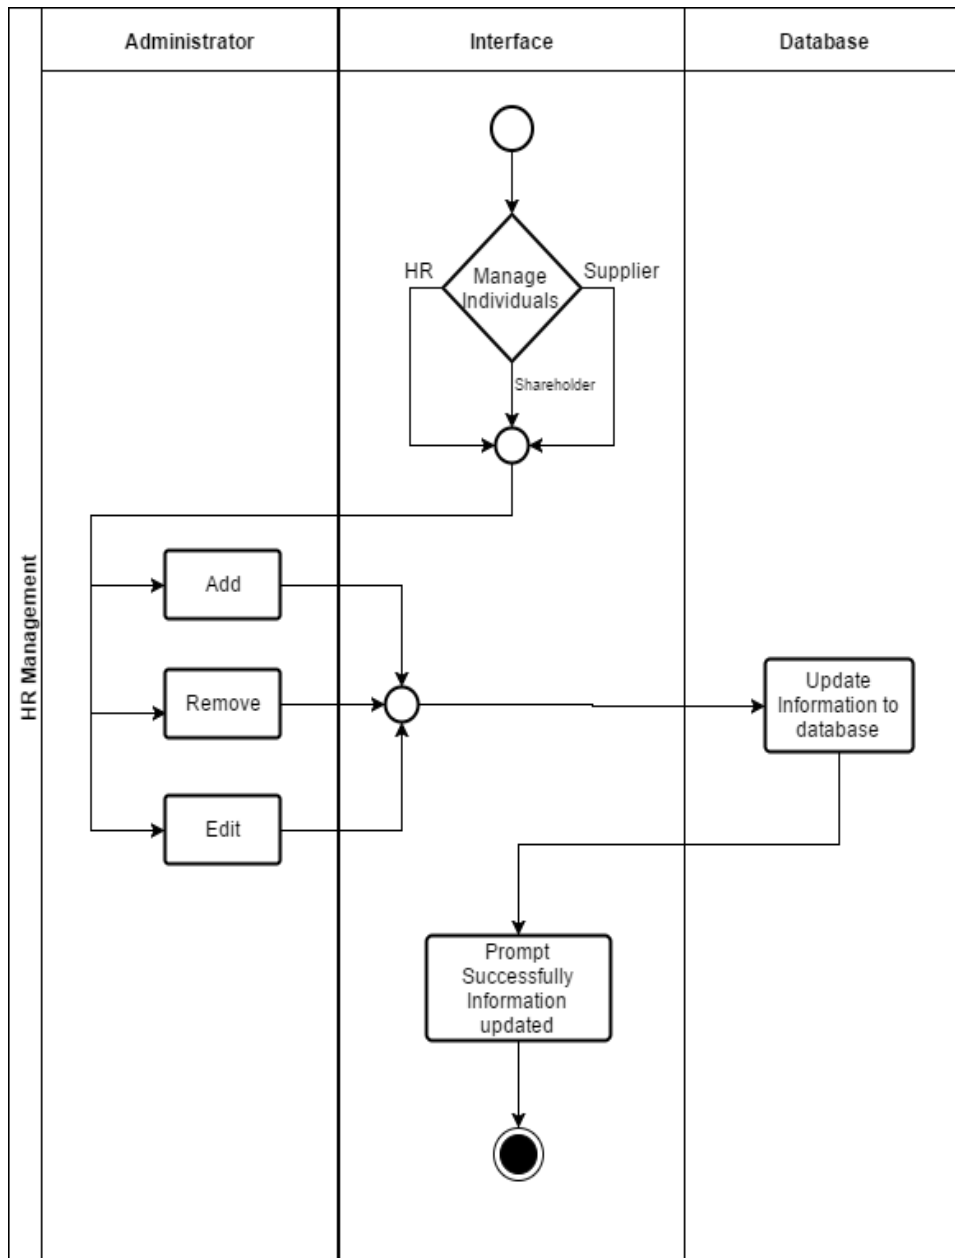 Administrator
Interface
Database
HR Management
HR
Manage
Individuals
Supplier
Shareholder
Add
Remove
Edit
Update
Information to
database
Prompt
Successfully
Information
updated